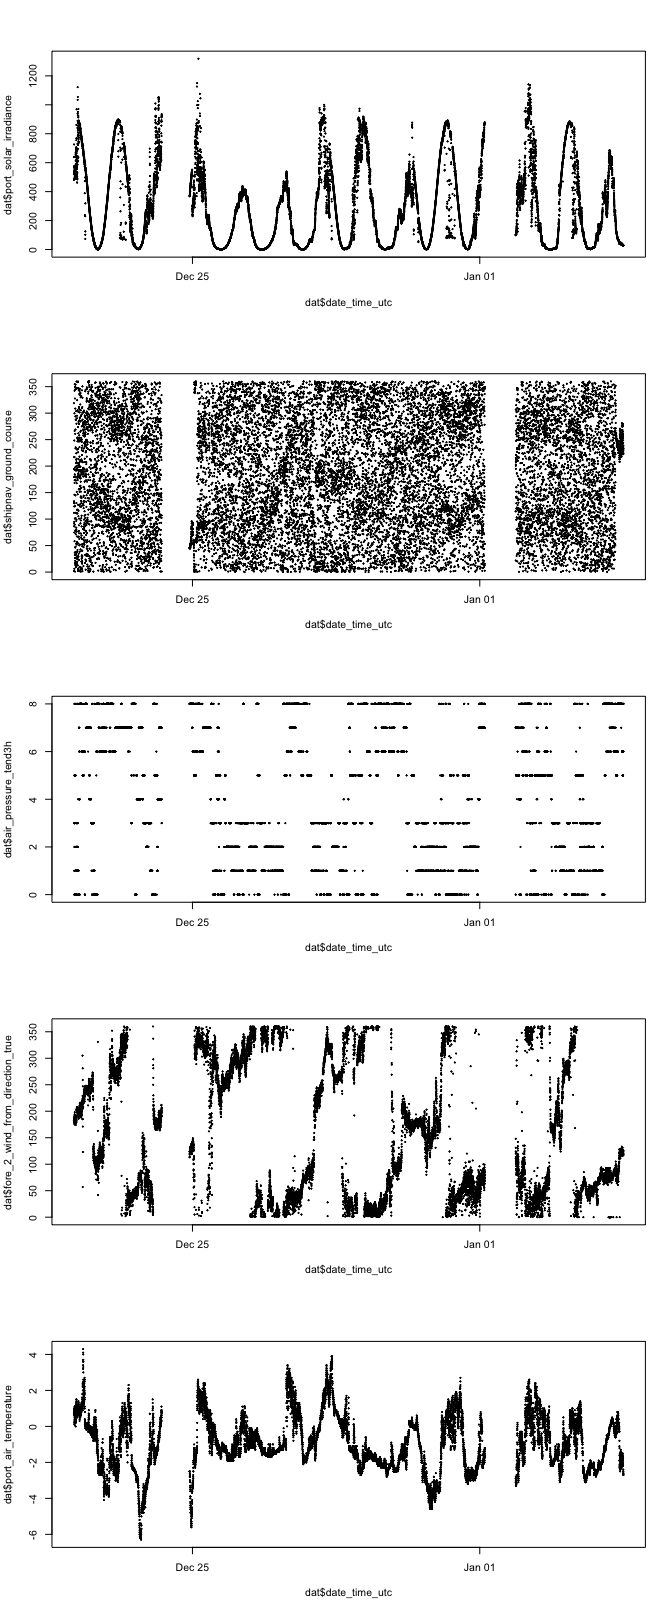 dat$port_solar_irradiance
1200
800
600
400
200
0
Dec 25
Jan 01
dat$date_time_utc
dat$shipnav_ground_course
350
300
250
200
150
100
50
0
Dec 25
Jan 01
dat$date_time_utc
dat$air_pressure_tend3h
8
6
4
2
0
Dec 25
Jan 01
dat$date_time_utc
dat$fore_2_wind_from_direction_true
350
300
250
200
150
100
50
0
Dec 25
Jan 01
dat$date_time_utc
dat$port_air_temperature
4
2
0
-2
-4
-6
Dec 25
Jan 01
dat$date_time_utc